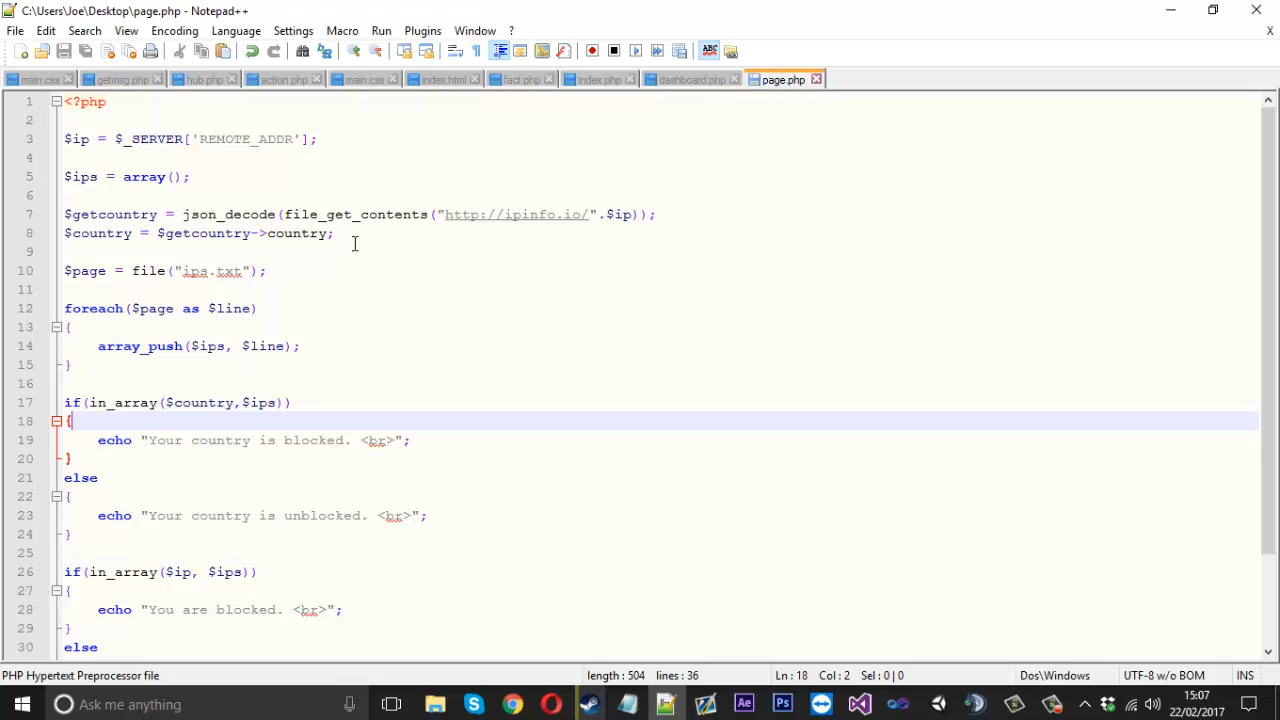 C:\Users\Joe\Desktop\page.php - Notepad++
File Edit Search View Encoding Language Settings Macro Run Plugins Window ? X
main.css getmsg.php hub.php action.php main.css index.html fact.php index.php dashboard.php page.php
1 <?php
2
3 $ip = $_SERVER['REMOTE_ADDR'];
4
5 $ips = array();
6
7 $getcountry = json_decode(file_get_contents("http://ipinfo.io/".$ip));
8 $country = $getcountry->country;
9
10 $page = file("ips.txt");
11
12 foreach($page as $line)
13 {
14 array_push($ips, $line);
15 }
16
17 if(in_array($country,$ips))
18 {
19 echo "Your country is blocked. <br>";
20 }
21 else
22 {
23 echo "Your country is unblocked. <br>";
24 }
25
26 if(in_array($ip, $ips))
27 {
28 echo "You are blocked. <br>";
29 }
30 else
PHP Hypertext Preprocessor file length : 504 lines : 36 Ln : 18 Col : 2 Sel : 0 | 0 Dos\Windows UTF-8 w/o BOM INS
Ask me anything
15:07
22/02/2017